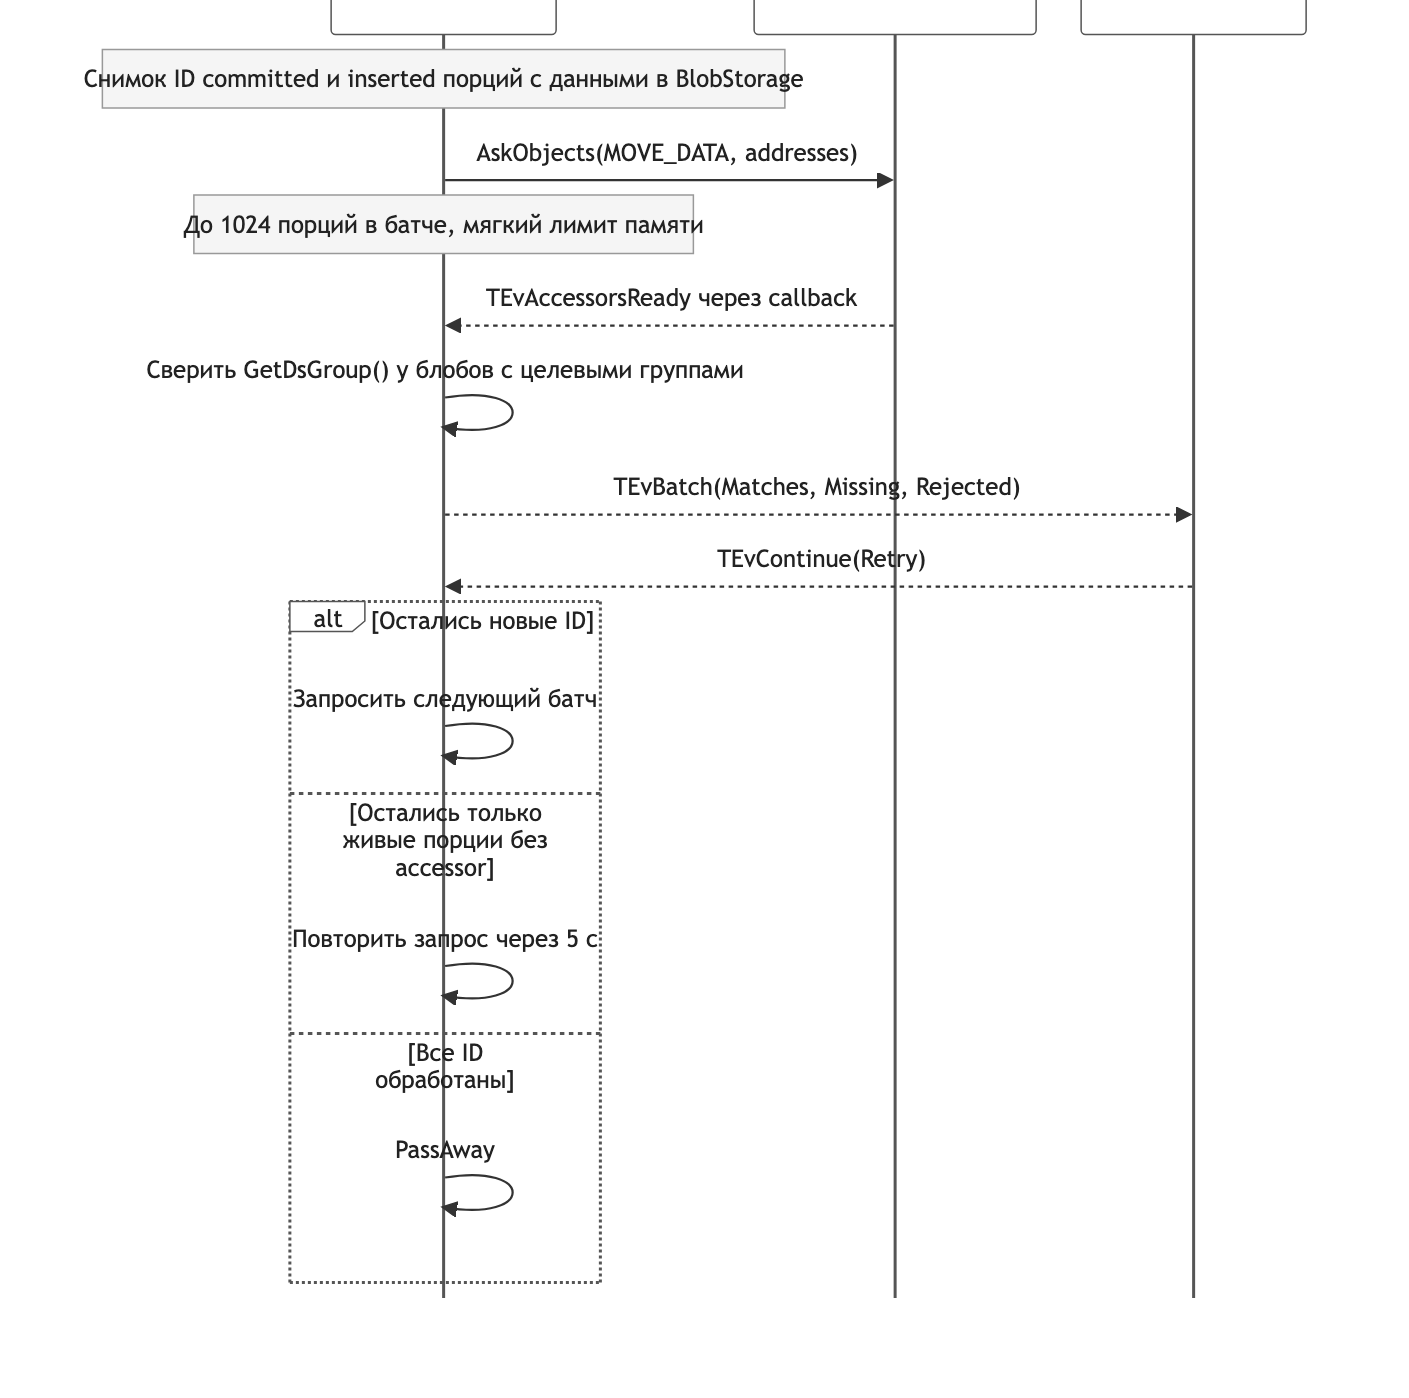 Снимок ID committed и inserted порций с данными в BlobStorage
AskObjects(MOVE_DATA, addresses)
До 1024 порций в батче, мягкий лимит памяти
TEvAccessorsReady через callback
Сверить GetDsGroup() у блобов с целевыми группами
TEvBatch(Matches, Missing, Rejected)
TEvContinue(Retry)
alt
[Остались новые ID]
Запросить следующий батч
[Остались только
живые порции без
accessor]
Повторить запрос через 5 с
[Все ID
обработаны]
PassAway